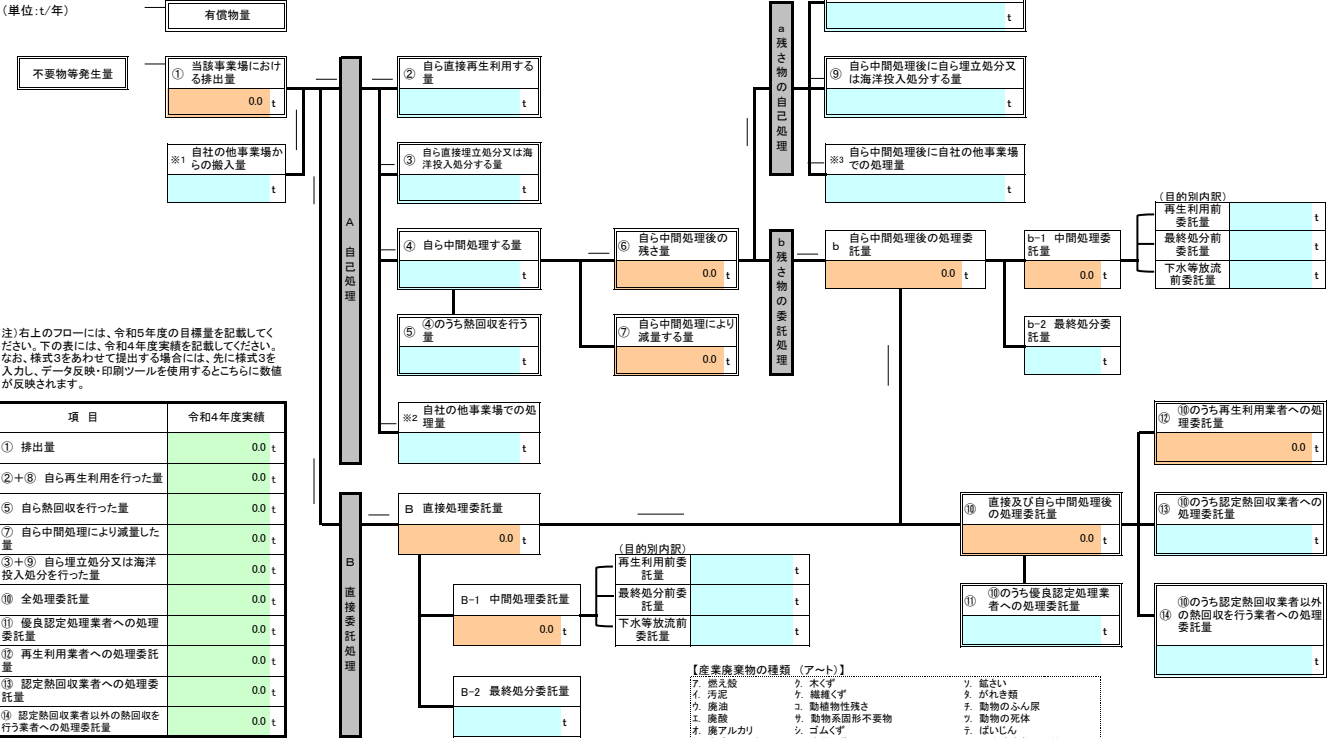 (単位:t/年)
有償物量
不要物等発生量
① 当該事業場におけ
る排出量
0.0 t
※1 自社の他事業場か
らの搬入量
t
A 自己処理
② 自ら直接再生利用する
量
t
③ 自ら直接埋立処分又は海
洋投入処分する量
t
④ 自ら中間処理する量
t
⑤ ④のうち熱回収を行う
量
t
※2 自社の他事業場での処
理量
t
⑥ 自ら中間処理後の
残さ量
0.0 t
⑦ 自ら中間処理により
減量する量
0.0 t
a 残さ物の自己処理
t
⑨ 自ら中間処理後に自ら埋立処分又
は海洋投入処分する量
t
※3 自ら中間処理後に自社の他事業場
での処理量
t
b 残さ物の委託処理
b 自ら中間処理後の処理委
託量
0.0 t
b-1 中間処理委
託量
0.0 t
(目的別内訳)
再生利用前
委託量
t
最終処分前
委託量
t
下水等放流
前委託量
t
b-2 最終処分委
託量
t
注)右上のフローには、令和5年度の目標量を記載してく
ださい。下の表には、令和4年度実績を記載してください。
なお、様式3をあわせて提出する場合には、先に様式3を
入力し、データ反映・印刷ツールを使用するとこちらに数値
が反映されます。
項 目 令和4年度実績
① 排出量 0.0 t
②+⑧ 自ら再生利用を行った量 0.0 t
⑤ 自ら熱回収を行った量 0.0 t
⑦ 自ら中間処理により減量した
量 0.0 t
③+⑨ 自ら埋立処分又は海洋
投入処分を行った量 0.0 t
⑩ 全処理委託量 0.0 t
⑪ 優良認定処理業者への処理
委託量 0.0 t
⑫ 再生利用業者への処理委託
量 0.0 t
⑬ 認定熱回収業者への処理委
託量 0.0 t
⑭ 認定熱回収業者以外の熱回収を
行う業者への処理委託量 0.0 t
B 直接委託処理
B 直接処理委託量
0.0 t
B-1 中間処理委託量
0.0 t
(目的別内訳)
再生利用前委
託量
t
最終処分前委
託量
t
下水等放流前
委託量
t
B-2 最終処分委託量
t
⑩ 直接及び自ら中間処理後
の処理委託量
0.0 t
⑪ ⑩のうち優良認定処理業
者への処理委託量
t
⑫ ⑩のうち再生利用業者への処
理委託量
0.0 t
⑬ ⑩のうち認定熱回収業者への
処理委託量
t
⑭ ⑩のうち認定熱回収業者以外
の熱回収を行う業者への処理
委託量
t
【産業廃棄物の種類 (ア~ト)】
ア. 燃え殻 ク. 木くず ソ. 鉱さい
イ. 汚泥 ケ. 繊維くず タ. がれき類
ウ. 廃油 コ. 動植物性残さ チ. 動物のふん尿
エ. 廃酸 サ. 動物系固形不要物 ツ. 動物の死体
オ. 廃アルカリ シ. ゴムくず テ. ばいじん